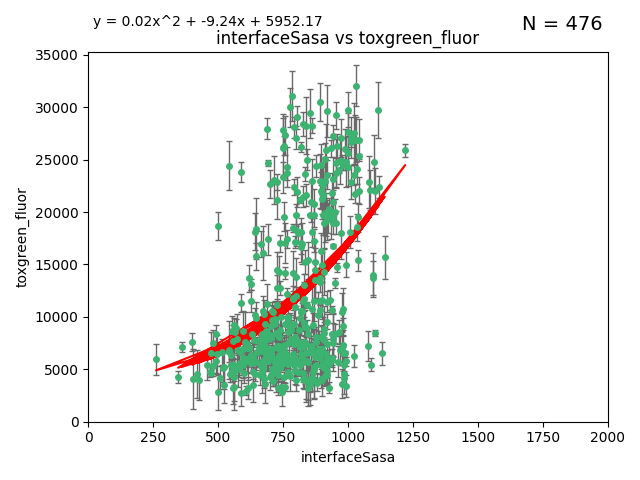 y = 0.02x^2 + -9.24x + 5952.17
N = 476
interfaceSasa vs toxgreen_fluor
toxgreen_fluor
35000
30000
25000
20000
15000
10000
5000
0
0 250 500 750 1000 1250 1500 1750 2000
interfaceSasa